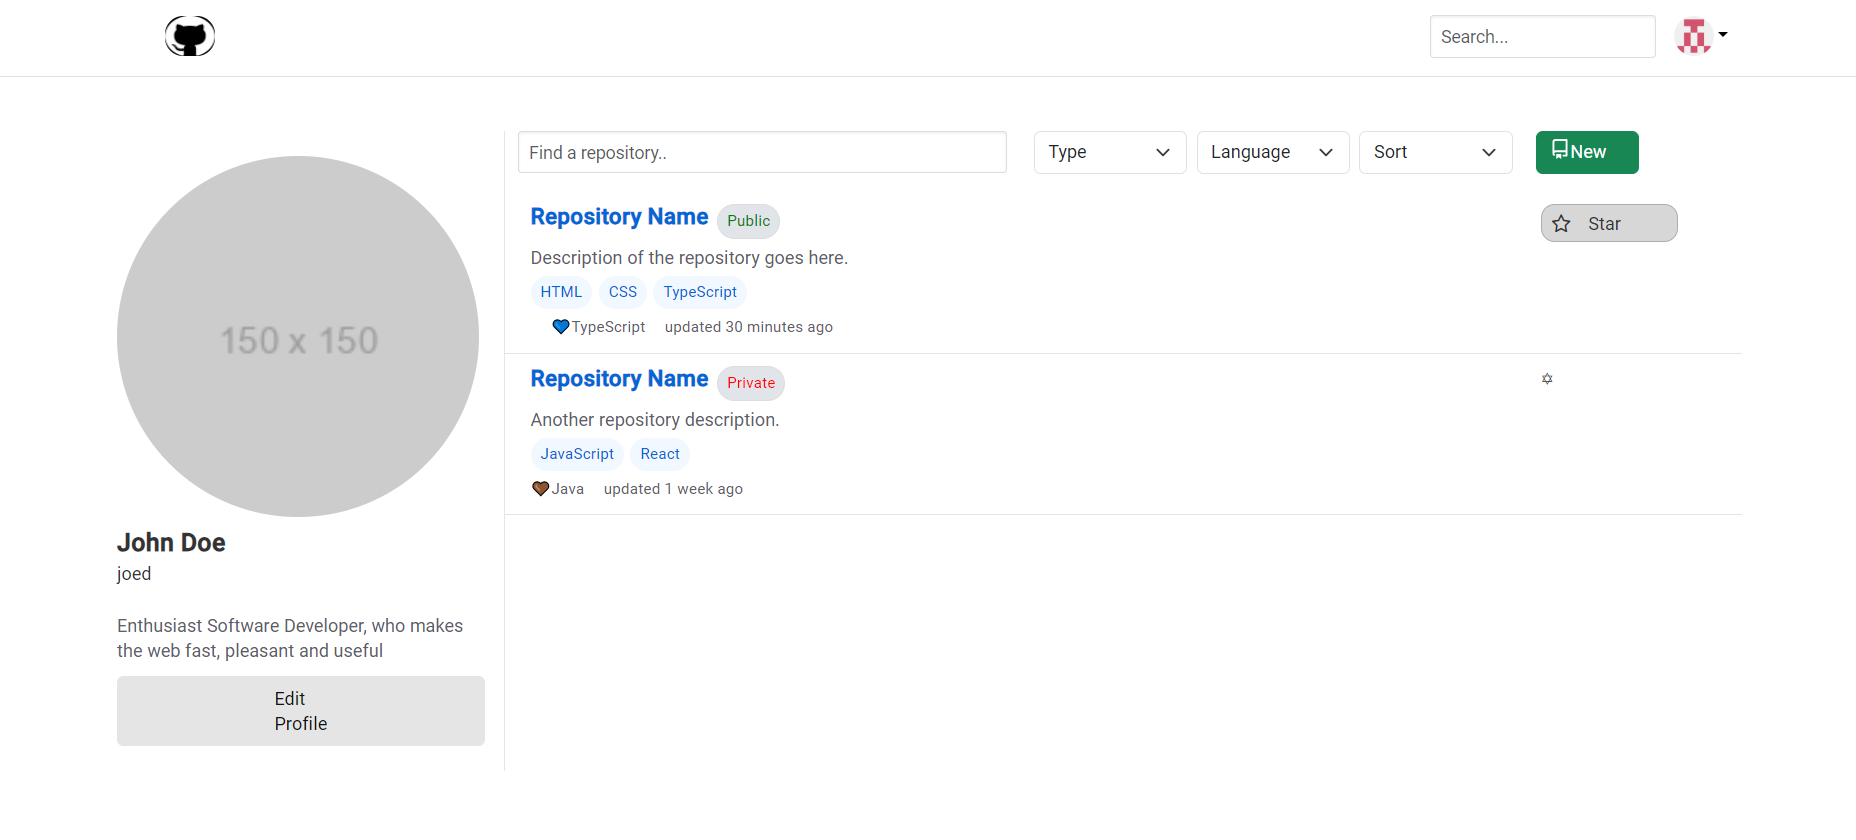 Search...
Find a repository..
Type
Language
Sort
New
150 x 150
John Doe
joed
Enthusiast Software Developer, who makes
the web fast, pleasant and useful
Edit
Profile
Repository Name Public
Star
Description of the repository goes here.
HTML CSS TypeScript
TypeScript updated 30 minutes ago
Repository Name Private
Another repository description.
JavaScript React
Java updated 1 week ago